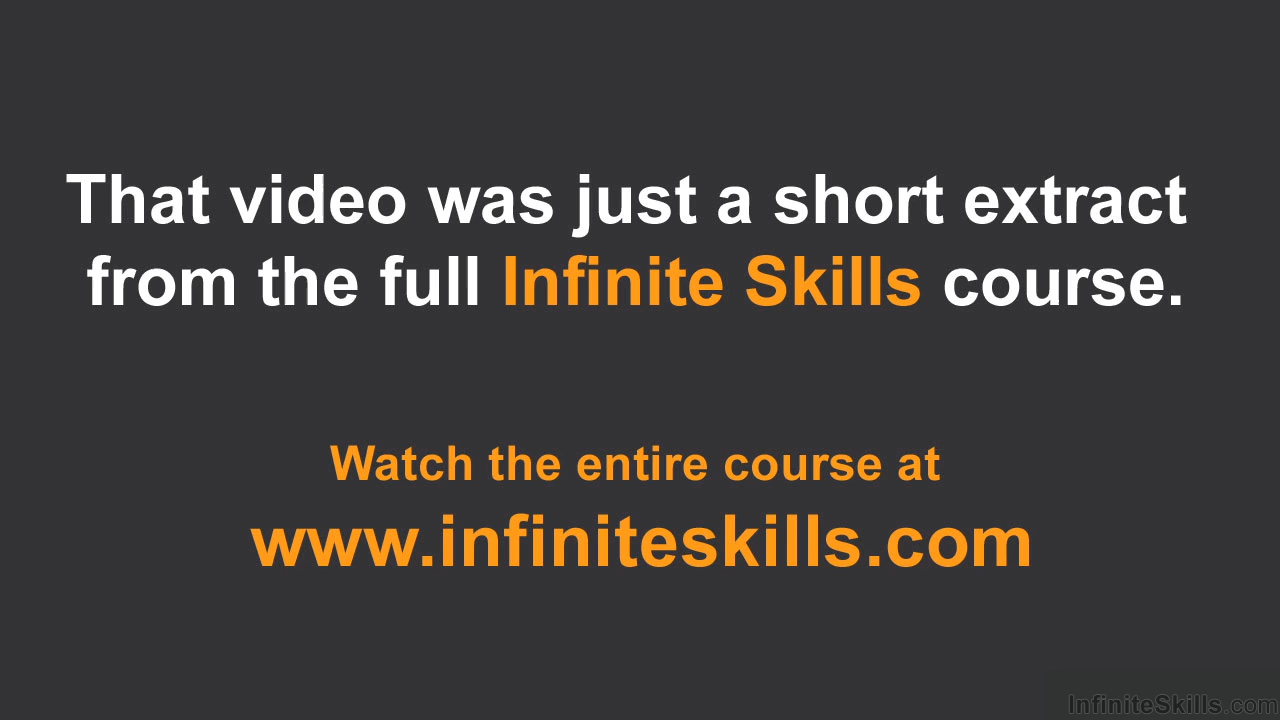 That video was just a short extract
from the full Infinite Skills course.
Watch the entire course at
www.infiniteskills.com
InfiniteSkills.com